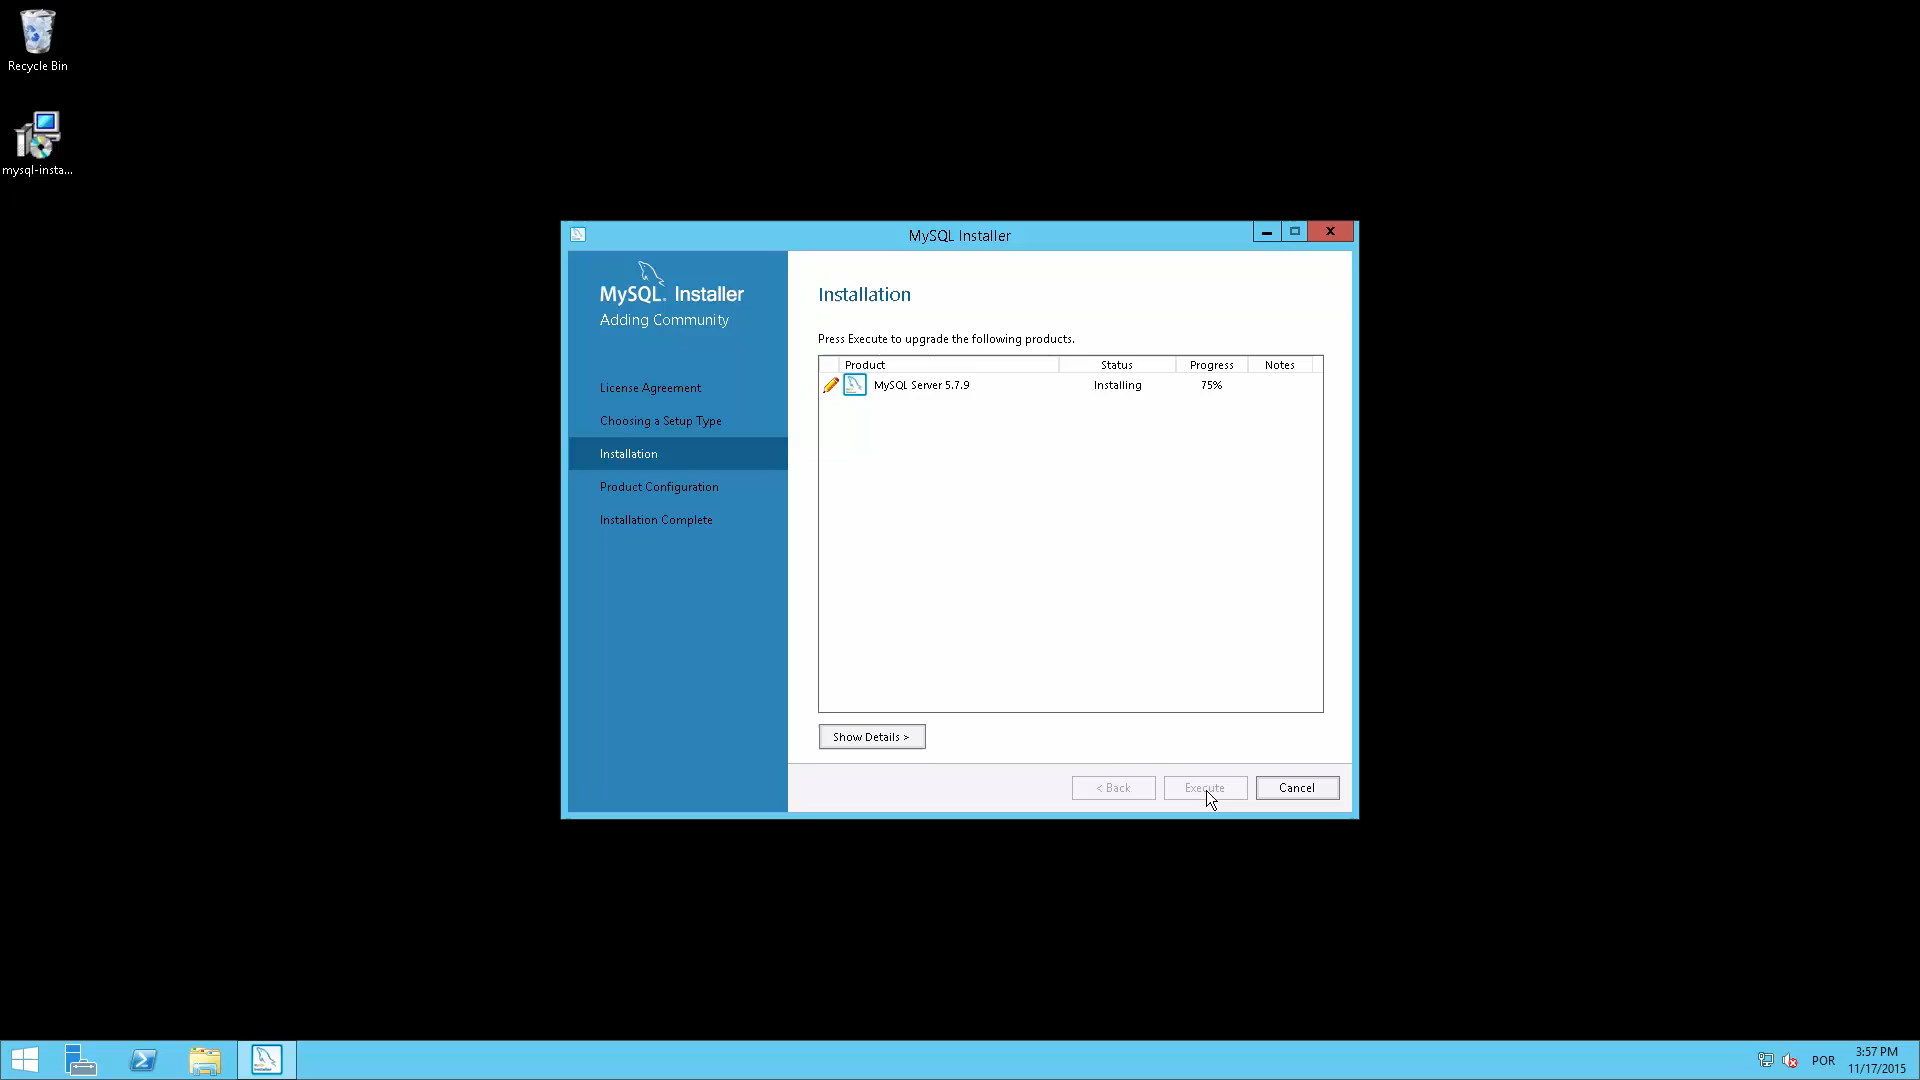 Recycle Bin
mysql-insta...
MySQL Installer
MySQL. Installer
Adding Community
License Agreement
Choosing a Setup Type
Installation
Product Configuration
Installation Complete
Installation
Press Execute to upgrade the following products.
Product Status Progress Notes
MySQL Server 5.7.9 Installing 75%
Show Details >
< Back Execute Cancel
POR
3:57 PM
11/17/2015